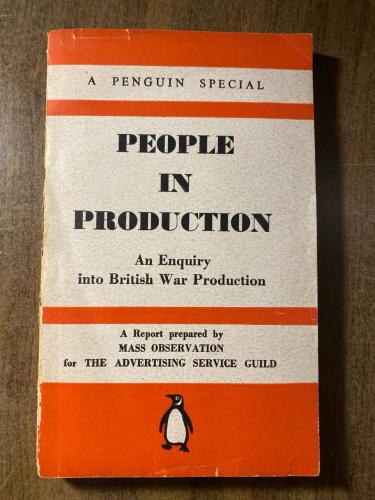 A PENGUIN SPECIAL
PEOPLE
IN
PRODUCTION
An Enquiry
into British War Production
A Report prepared by
MASS OBSERVATION
for THE ADVERTISING SERVICE GUILD